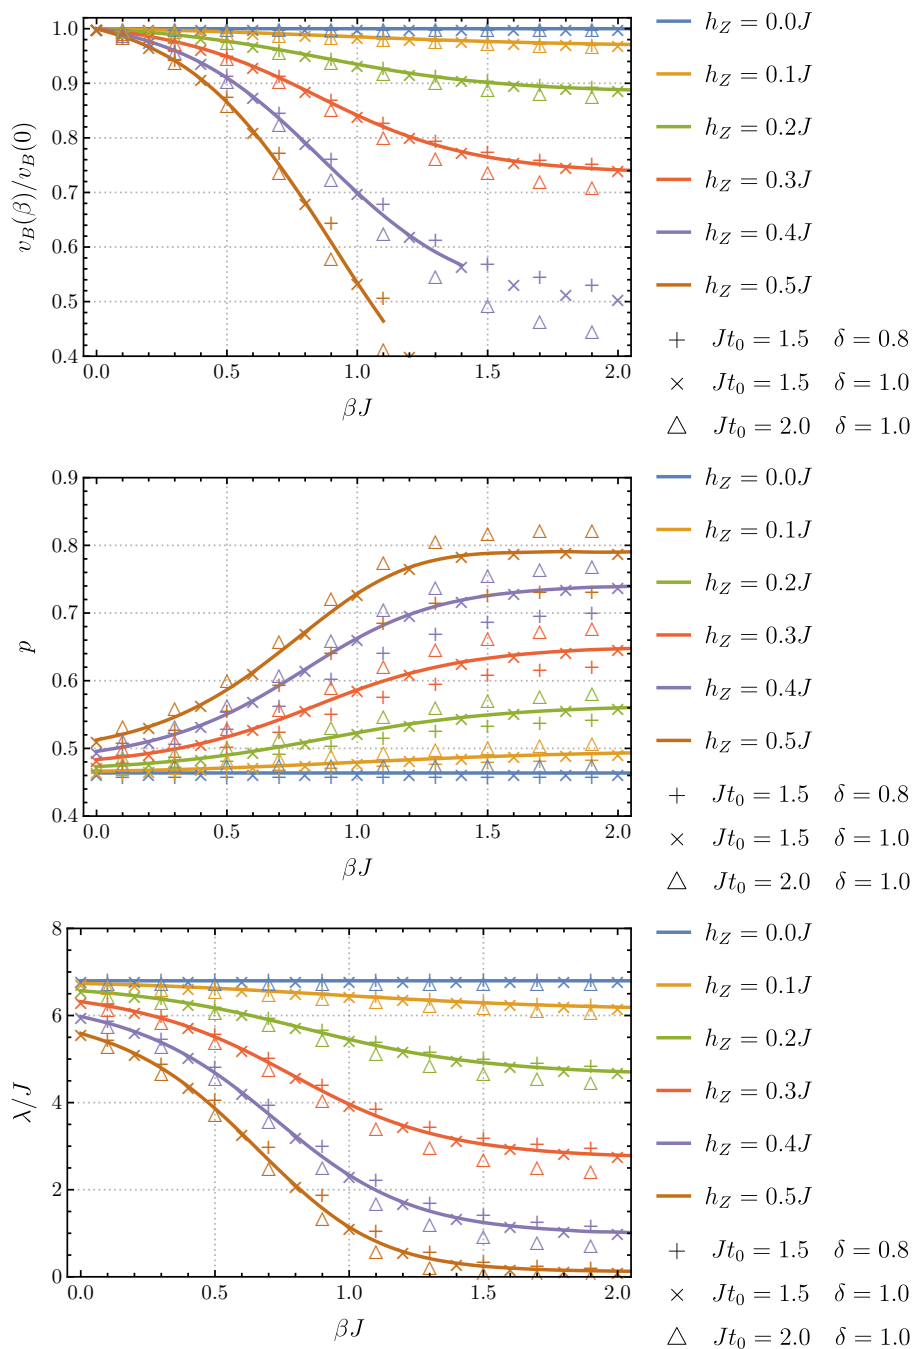 1.0
0.9
0.8
0.7
0.6
0.5
0.4
v_B(β)/v_B(0)
0.0 0.5 1.0 1.5 2.0
βJ
h_Z = 0.0J
h_Z = 0.1J
h_Z = 0.2J
h_Z = 0.3J
h_Z = 0.4J
h_Z = 0.5J
+ Jt_0 = 1.5 δ = 0.8
× Jt_0 = 1.5 δ = 1.0
△ Jt_0 = 2.0 δ = 1.0
0.9
0.8
0.7
0.6
0.5
0.4
p
0.0 0.5 1.0 1.5 2.0
βJ
h_Z = 0.0J
h_Z = 0.1J
h_Z = 0.2J
h_Z = 0.3J
h_Z = 0.4J
h_Z = 0.5J
+ Jt_0 = 1.5 δ = 0.8
× Jt_0 = 1.5 δ = 1.0
△ Jt_0 = 2.0 δ = 1.0
8
6
4
2
0
λ/J
0.0 0.5 1.0 1.5 2.0
βJ
h_Z = 0.0J
h_Z = 0.1J
h_Z = 0.2J
h_Z = 0.3J
h_Z = 0.4J
h_Z = 0.5J
+ Jt_0 = 1.5 δ = 0.8
× Jt_0 = 1.5 δ = 1.0
△ Jt_0 = 2.0 δ = 1.0